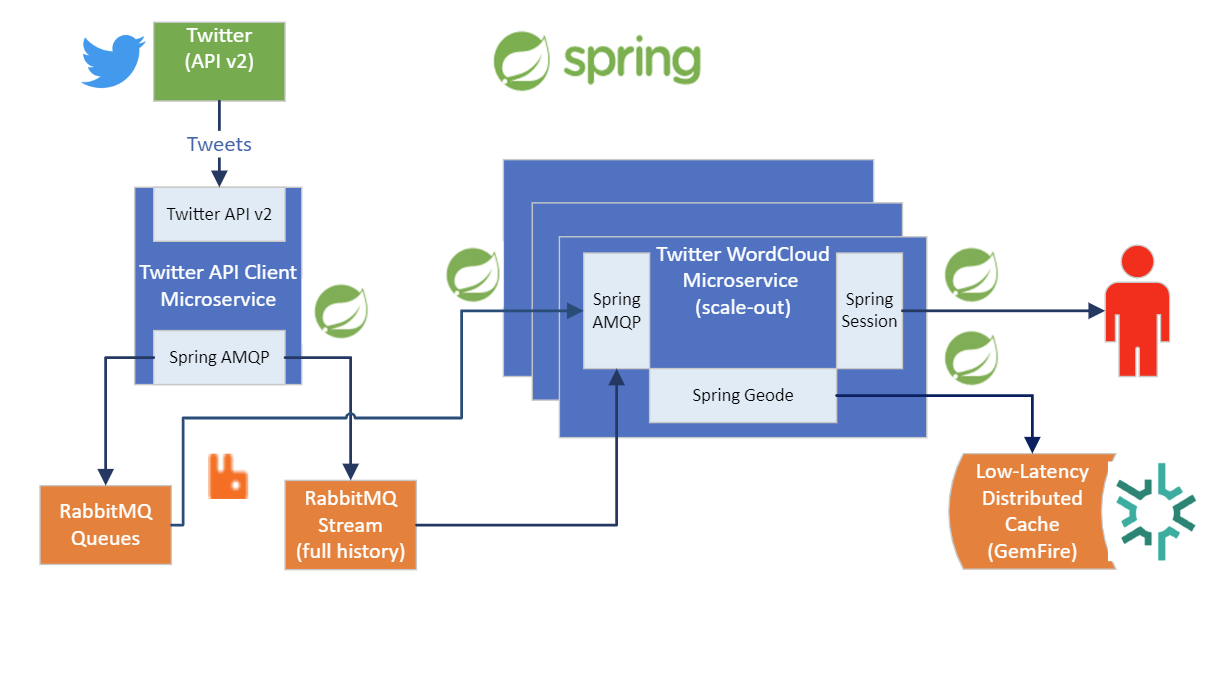 Twitter
(API v2)
spring
Tweets
Twitter API v2
Twitter API Client
Microservice
Spring AMQP
Twitter WordCloud
Microservice
(scale-out)
Spring
AMQP
Spring
Session
Spring Geode
RabbitMQ
Queues
RabbitMQ
Stream
(full history)
Low-Latency
Distributed
Cache
(GemFire)